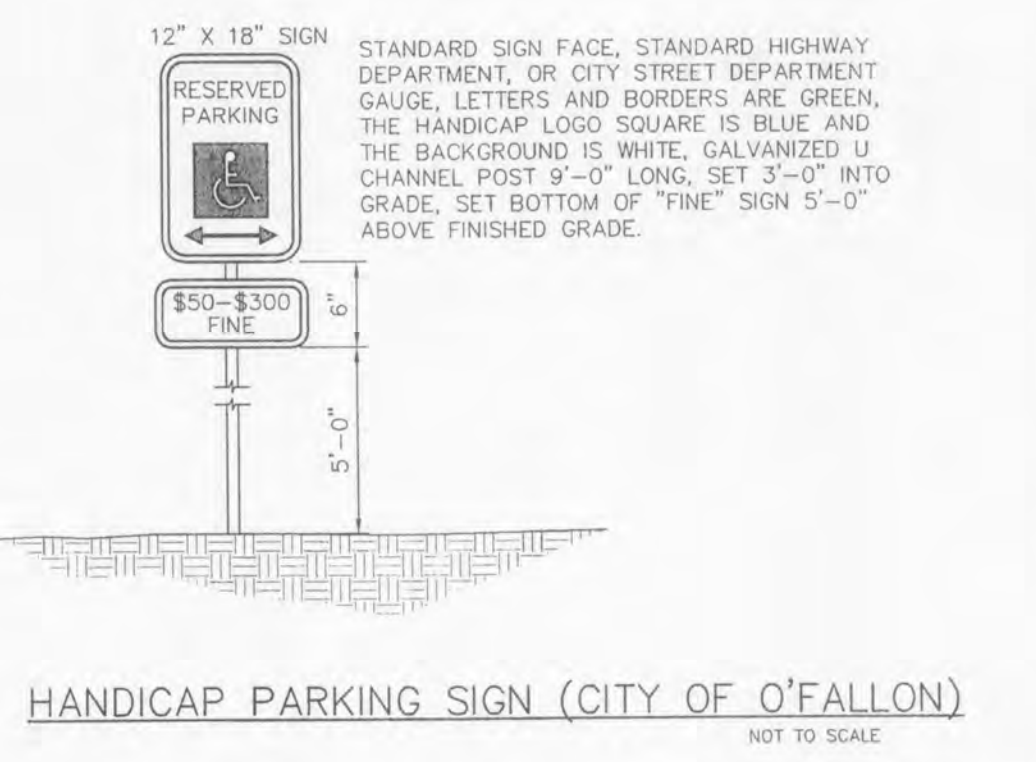 12" X 18" SIGN
RESERVED
PARKING
$50–$300
FINE
STANDARD SIGN FACE, STANDARD HIGHWAY
DEPARTMENT, OR CITY STREET DEPARTMENT
GAUGE, LETTERS AND BORDERS ARE GREEN,
THE HANDICAP LOGO SQUARE IS BLUE AND
THE BACKGROUND IS WHITE, GALVANIZED U
CHANNEL POST 9'–0" LONG, SET 3'–0" INTO
GRADE, SET BOTTOM OF "FINE" SIGN 5'–0"
ABOVE FINISHED GRADE.
6"
5'–0"
HANDICAP PARKING SIGN (CITY OF O'FALLON)
NOT TO SCALE